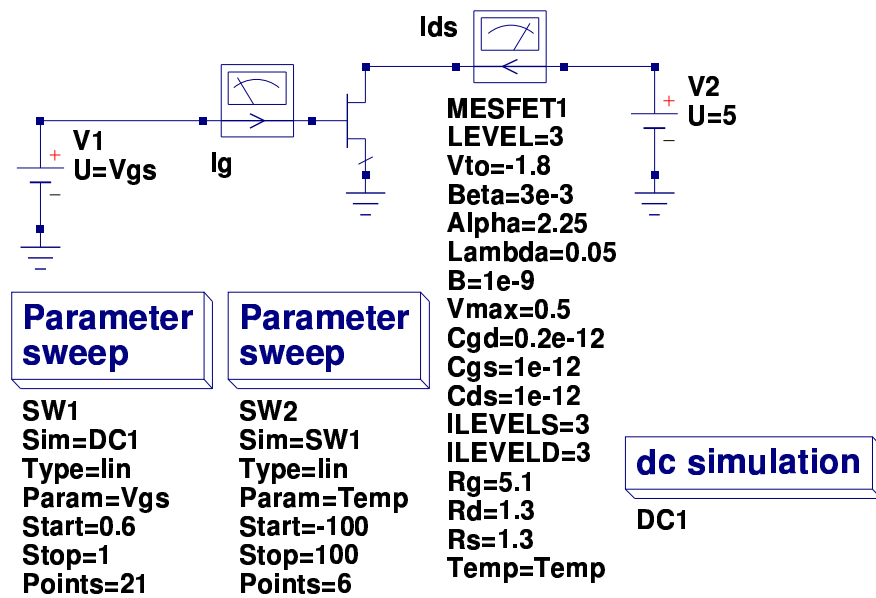 Ids
V1
U=Vgs
Ig
V2
U=5
MESFET1
LEVEL=3
Vto=-1.8
Beta=3e-3
Alpha=2.25
Lambda=0.05
B=1e-9
Vmax=0.5
Cgd=0.2e-12
Cgs=1e-12
Cds=1e-12
ILEVELS=3
ILEVELD=3
Rg=5.1
Rd=1.3
Rs=1.3
Temp=Temp
Parameter
sweep
SW1
Sim=DC1
Type=lin
Param=Vgs
Start=0.6
Stop=1
Points=21
Parameter
sweep
SW2
Sim=SW1
Type=lin
Param=Temp
Start=-100
Stop=100
Points=6
dc simulation
DC1